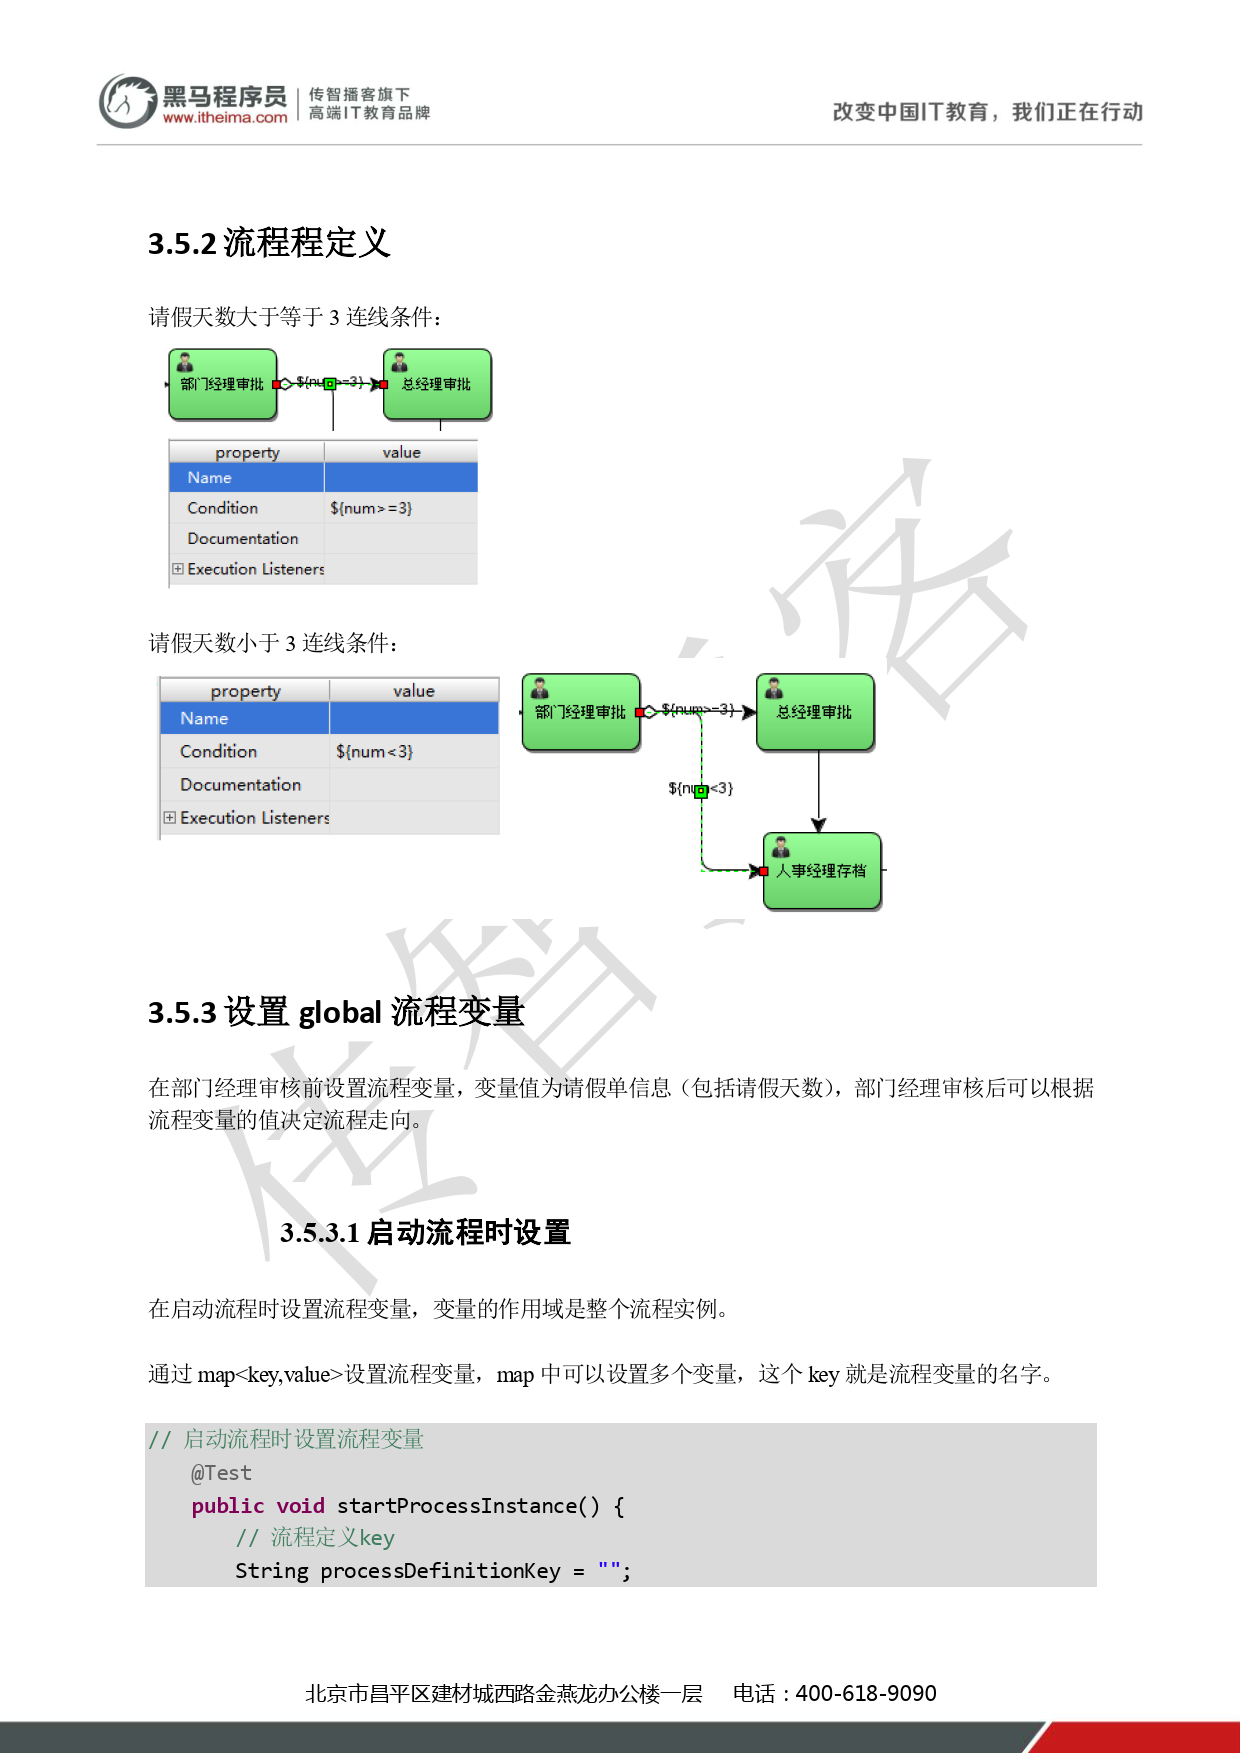 黑马程序员
www.itheima.com
传智播客旗下
高端IT教育品牌
改变中国IT教育，我们正在行动
3.5.2 流程程定义
请假天数大于等于 3 连线条件：
部门经理审批
总经理审批
property value
Name
Condition ${num>=3}
Documentation
Execution Listeners
请假天数小于 3 连线条件：
property value
Name
Condition ${num<3}
Documentation
Execution Listeners
部门经理审批 ${num>=3} 总经理审批
人事经理存档
3.5.3 设置 global 流程变量
在部门经理审核前设置流程变量，变量值为请假单信息（包括请假天数），部门经理审核后可以根据
流程变量的值决定流程走向。
3.5.3.1 启动流程时设置
在启动流程时设置流程变量，变量的作用域是整个流程实例。
通过 map<key,value>设置流程变量，map 中可以设置多个变量，这个 key 就是流程变量的名字。
// 启动流程时设置流程变量
@Test
public void startProcessInstance() {
// 流程定义key
String processDefinitionKey = "";
传智播客
北京市昌平区建材城西路金燕龙办公楼一层 电话：400-618-9090